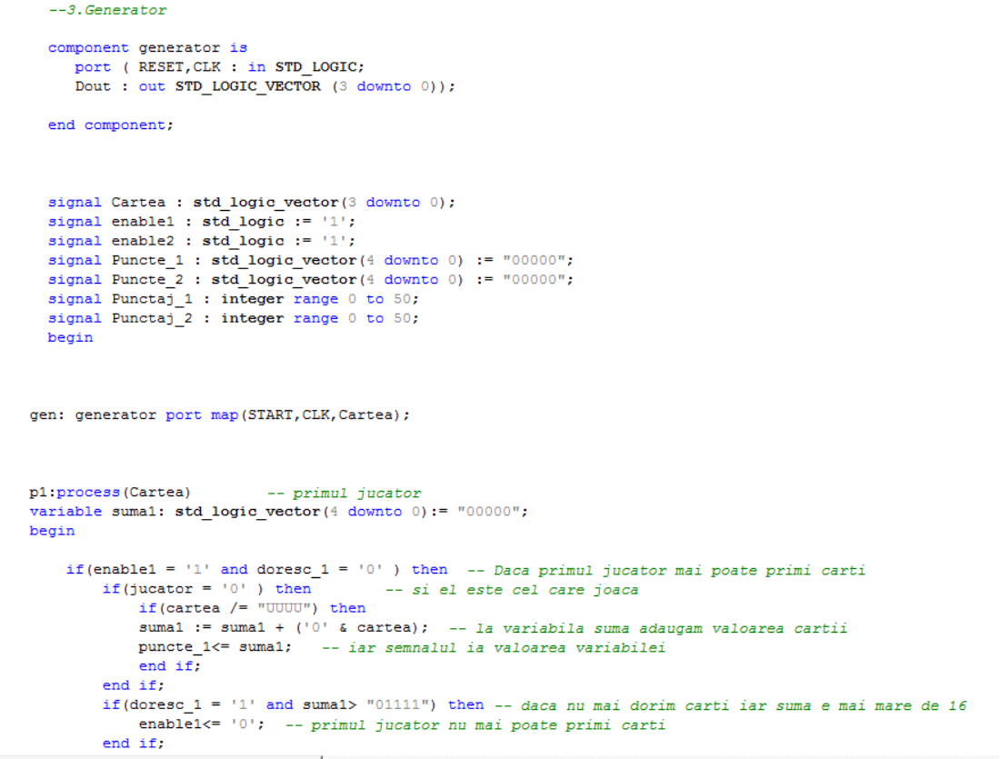 --3.Generator
component generator is
port ( RESET,CLK : in STD_LOGIC;
Dout : out STD_LOGIC_VECTOR (3 downto 0));
end component;
signal Cartea : std_logic_vector(3 downto 0);
signal enable1 : std_logic := '1';
signal enable2 : std_logic := '1';
signal Puncte_1 : std_logic_vector(4 downto 0) := "00000";
signal Puncte_2 : std_logic_vector(4 downto 0) := "00000";
signal Punctaj_1 : integer range 0 to 50;
signal Punctaj_2 : integer range 0 to 50;
begin
gen: generator port map(START,CLK,Cartea);
p1:process(Cartea) -- primul jucator
variable suma1: std_logic_vector(4 downto 0):= "00000";
begin
if(enable1 = '1' and doresc_1 = '0' ) then -- Daca primul jucator mai poate primi carti
if(jucator = '0' ) then -- si el este cel care joaca
if(cartea /= "UUUU") then
suma1 := suma1 + ('0' & cartea); -- la variabila suma adaugam valoarea cartii
puncte_1<= suma1; -- iar semnalul ia valoarea variabilei
end if;
end if;
if(doresc_1 = '1' and suma1> "01111") then -- daca nu mai dorim carti iar suma e mai mare de 16
enable1<= '0'; -- primul jucator nu mai poate primi carti
end if;